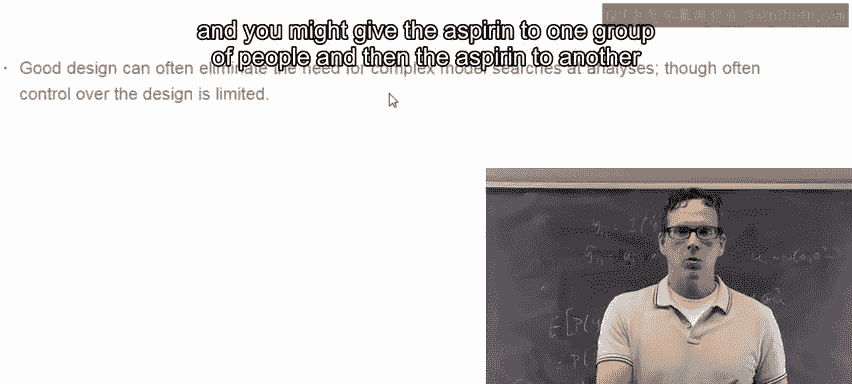 and you might give the aspirin to one group
of people and then the aspirin to another
· Good design can often eliminate the need for complex model searches at analyses; though often
control over the design is limited.